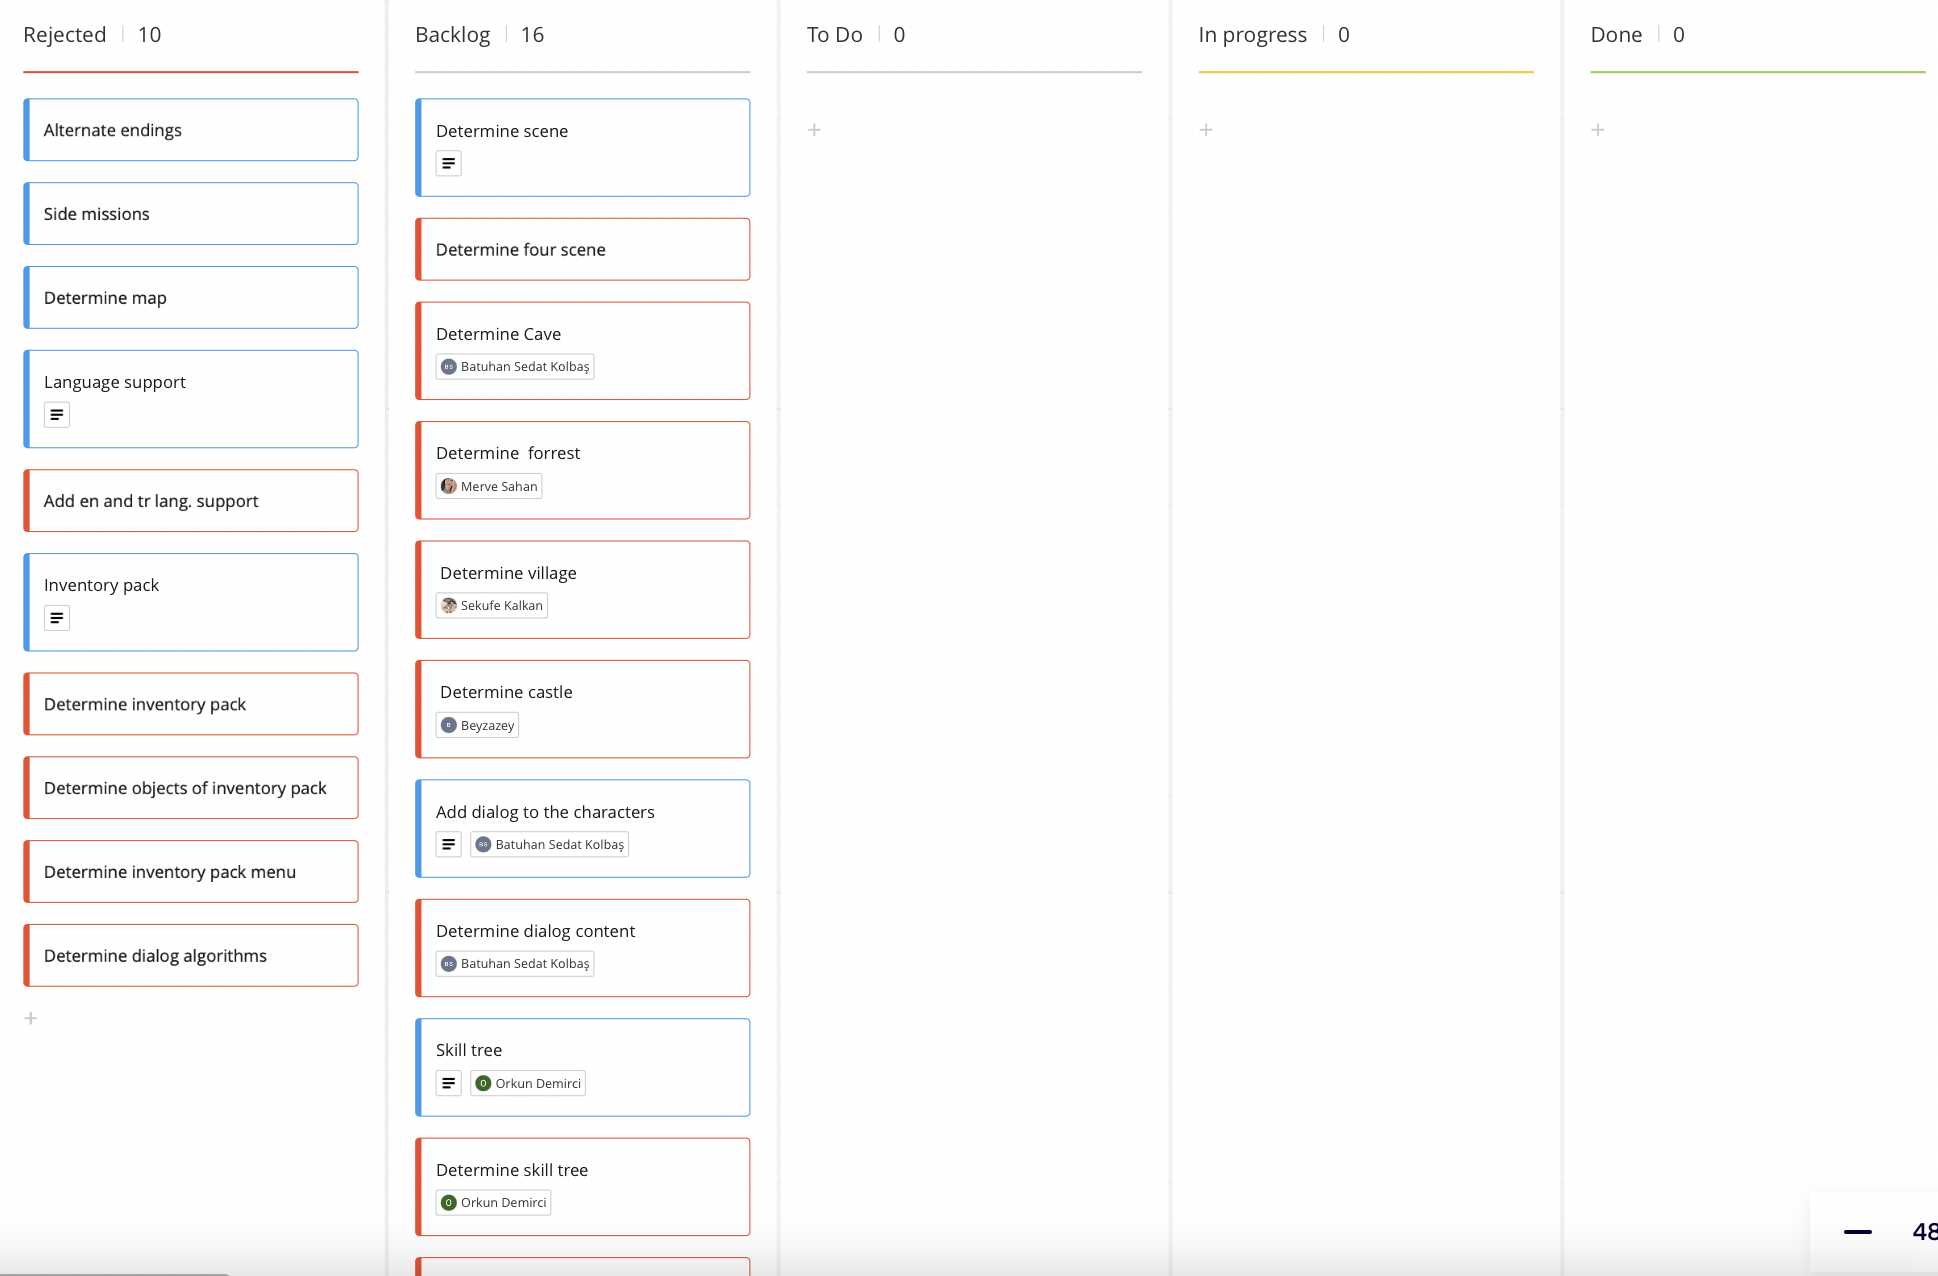 Rejected 10
Alternate endings
Side missions
Determine map
Language support
Add en and tr lang. support
Inventory pack
Determine inventory pack
Determine objects of inventory pack
Determine inventory pack menu
Determine dialog algorithms
+
Backlog 16
Determine scene
Determine four scene
Determine Cave
BS Batuhan Sedat Kolbaş
Determine  forrest
Merve Sahan
Determine village
Sekufe Kalkan
Determine castle
B Beyzazey
Add dialog to the characters
BS Batuhan Sedat Kolbaş
Determine dialog content
BS Batuhan Sedat Kolbaş
Skill tree
O Orkun Demirci
Determine skill tree
O Orkun Demirci
To Do 0
+
In progress 0
+
Done 0
+
— 48